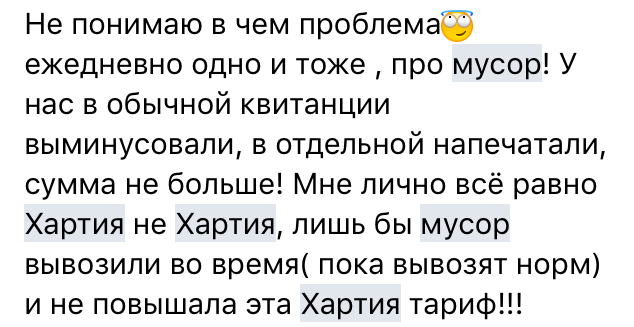 Не понимаю в чем проблема😇
ежедневно одно и тоже , про мусор! У
нас в обычной квитанции
выминусовали, в отдельной напечатали,
сумма не больше! Мне лично всё равно
Хартия не Хартия, лишь бы мусор
вывозили во время( пока вывозят норм)
и не повышала эта Хартия тариф!!!